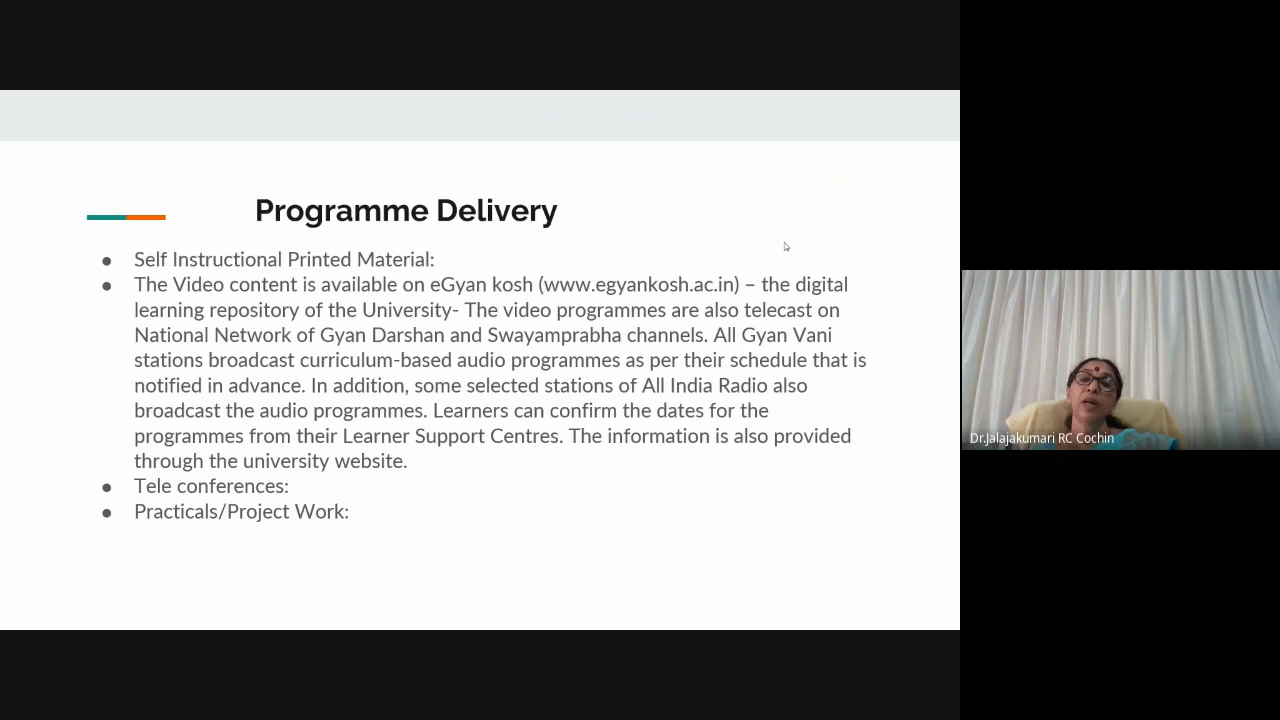 Programme Delivery
● Self Instructional Printed Material:
● The Video content is available on eGyan kosh (www.egyankosh.ac.in) – the digital
learning repository of the University- The video programmes are also telecast on
National Network of Gyan Darshan and Swayamprabha channels. All Gyan Vani
stations broadcast curriculum-based audio programmes as per their schedule that is
notified in advance. In addition, some selected stations of All India Radio also
broadcast the audio programmes. Learners can confirm the dates for the
programmes from their Learner Support Centres. The information is also provided
through the university website.
● Tele conferences:
● Practicals/Project Work:
Dr.Jalajakumari RC Cochin